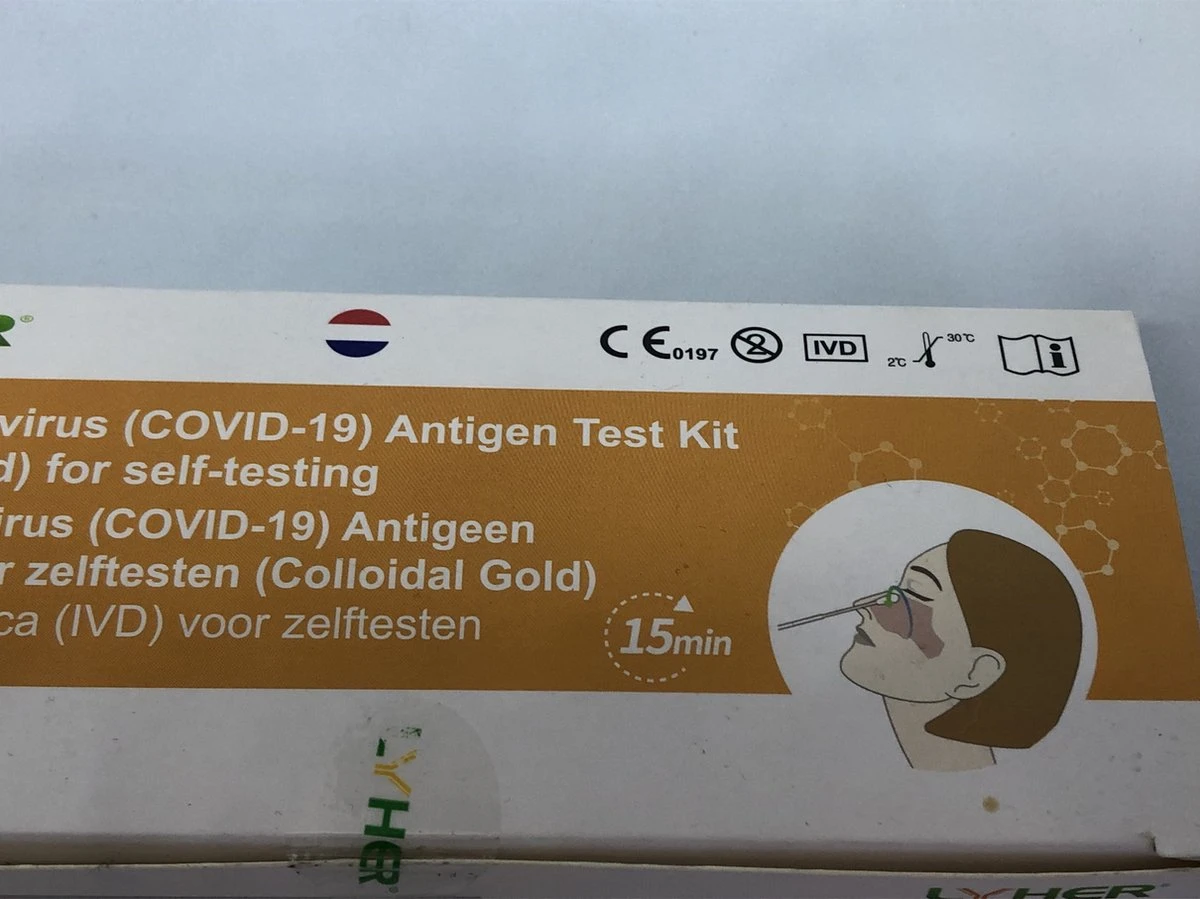 R®
CE0197 2 IVD 2°C 30°C i
virus (COVID-19) Antigen Test Kit
d) for self-testing
irus (COVID-19) Antigeen
r zelftesten (Colloidal Gold)
ca (IVD) voor zelftesten
15min
LYHER®
LYHER®